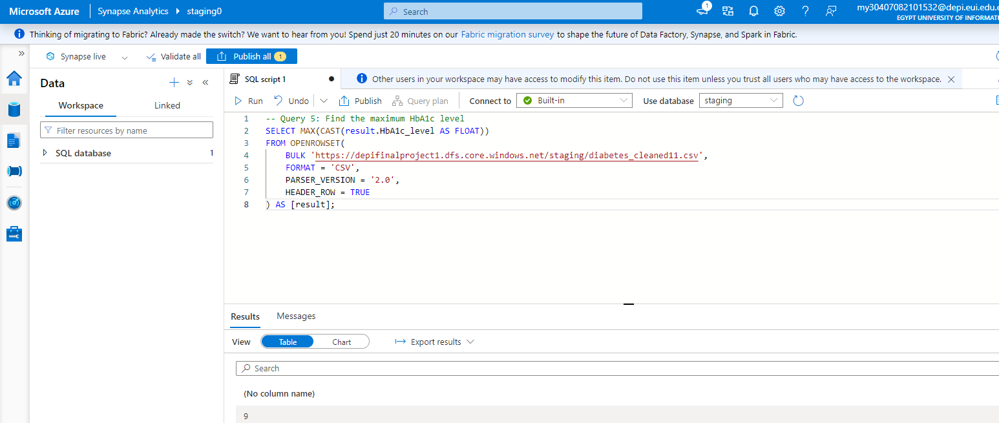 Microsoft Azure Synapse Analytics staging0 Search 1 my30407082101532@depi.eui.edu.e
EGYPT UNIVERSITY OF INFORMATI
Thinking of migrating to Fabric? Already made the switch? We want to hear from you! Spend just 20 minutes on our Fabric migration survey to shape the future of Data Factory, Synapse, and Spark in Fabric.
Synapse live Validate all Publish all 1
Data
Workspace Linked
Filter resources by name
SQL database 1
SQL script 1 Other users in your workspace may have access to modify this item. Do not use this item unless you trust all users who may have access to the workspace.
Run Undo Publish Query plan Connect to Built-in Use database staging
1 -- Query 5: Find the maximum HbA1c level
2 SELECT MAX(CAST(result.HbA1c_level AS FLOAT))
3 FROM OPENROWSET(
4 BULK 'https://depifinalproject1.dfs.core.windows.net/staging/diabetes_cleaned11.csv',
5 FORMAT = 'CSV',
6 PARSER_VERSION = '2.0',
7 HEADER_ROW = TRUE
8 ) AS [result];
Results Messages
View Table Chart Export results
Search
(No column name)
9